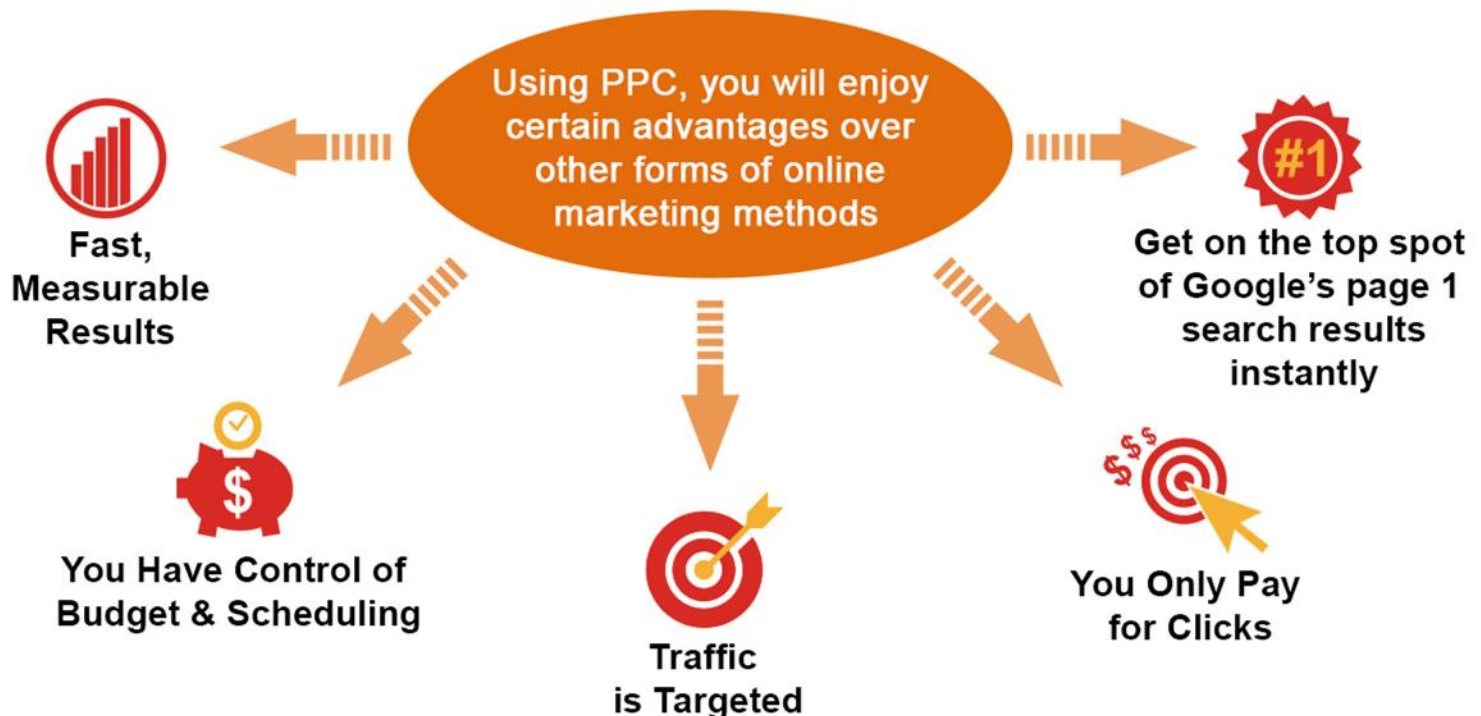 Using PPC, you will enjoy
certain advantages over
other forms of online
marketing methods
Fast,
Measurable
Results
$
You Have Control of
Budget & Scheduling
Traffic
is Targeted
$$$
You Only Pay
for Clicks
#1
Get on the top spot
of Google's page 1
search results
instantly